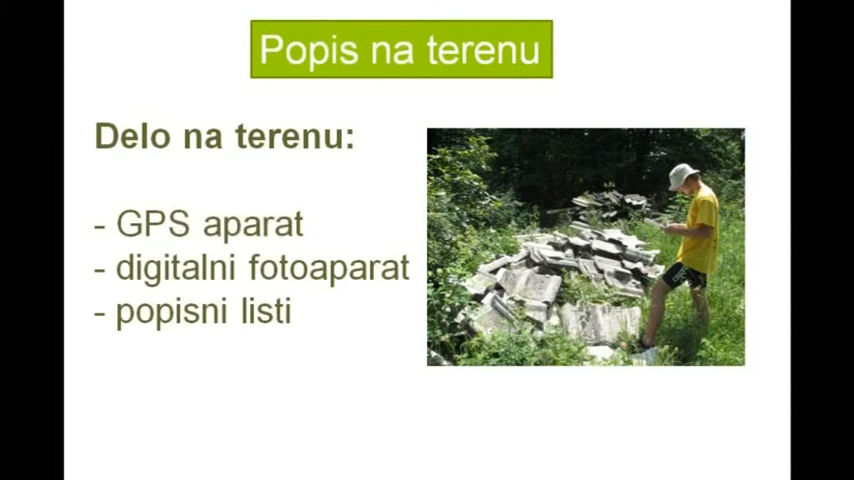 Popis na terenu
Delo na terenu:
- GPS aparat
- digitalni fotoaparat
- popisni listi